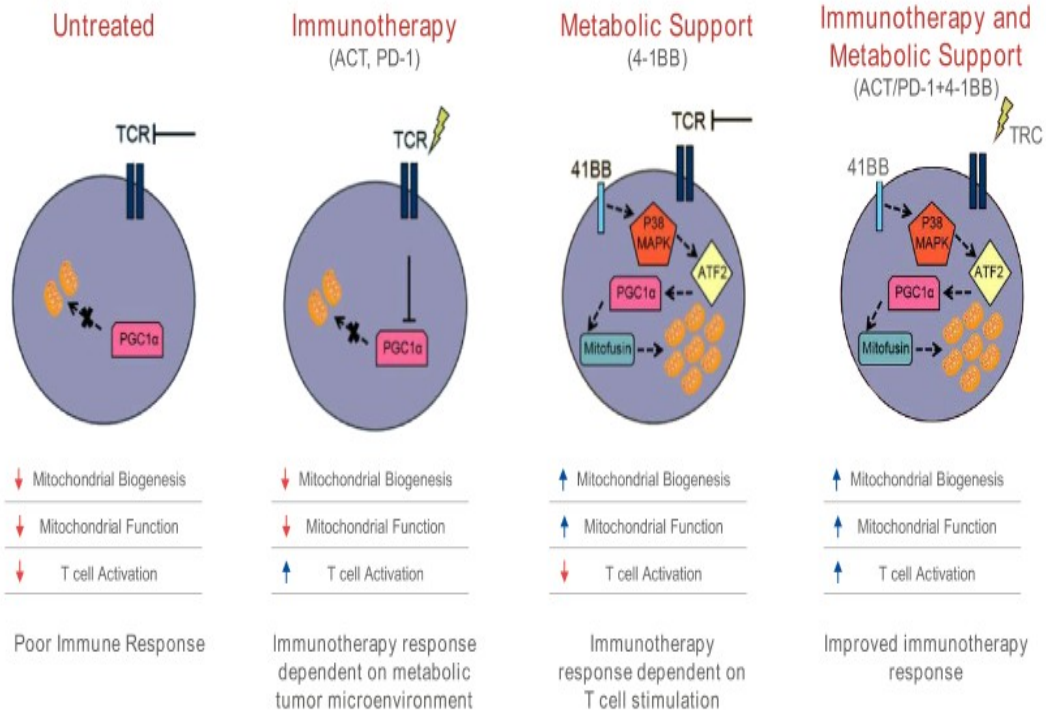 Untreated
TCR
PGC1α
Mitochondrial Biogenesis
Mitochondrial Function
T cell Activation
Poor Immune Response
Immunotherapy
(ACT, PD-1)
TCR
PGC1α
Mitochondrial Biogenesis
Mitochondrial Function
T cell Activation
Immunotherapy response
dependent on metabolic
tumor microenvironment
Metabolic Support
(4-1BB)
TCR
41BB
P38
MAPK
ATF2
PGC1α
Mitofusin
Mitochondrial Biogenesis
Mitochondrial Function
T cell Activation
Immunotherapy
response dependent on
T cell stimulation
Immunotherapy and
Metabolic Support
(ACT/PD-1+4-1BB)
TRC
41BB
P38
MAPK
ATF2
PGC1α
Mitofusin
Mitochondrial Biogenesis
Mitochondrial Function
T cell Activation
Improved immunotherapy
response